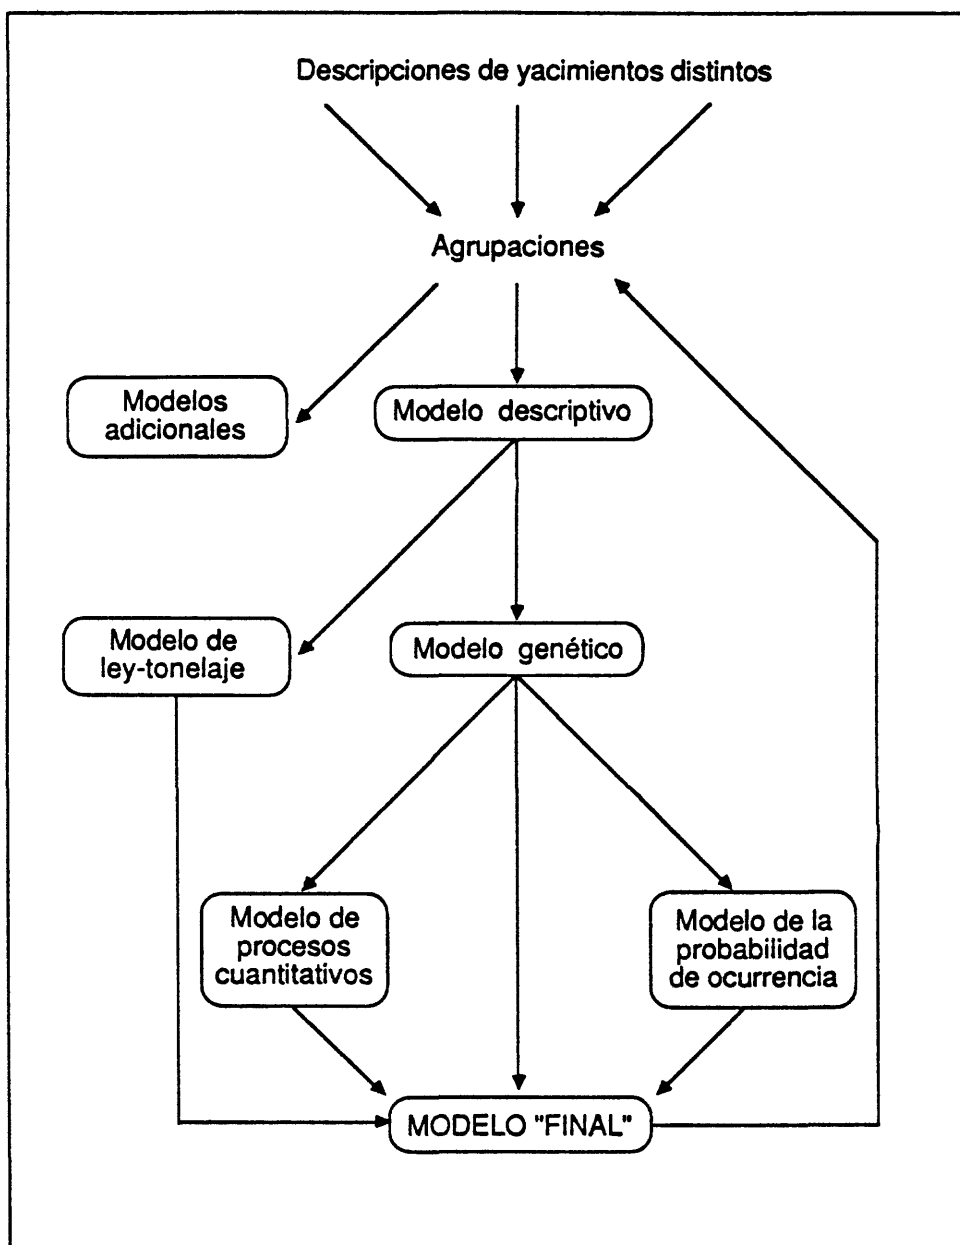 Descripciones de yacimientos distintos
Agrupaciones
Modelos
adicionales
Modelo descriptivo
Modelo de
ley-tonelaje
Modelo genético
Modelo de
procesos
cuantitativos
Modelo de la
probabilidad
de ocurrencia
MODELO "FINAL"